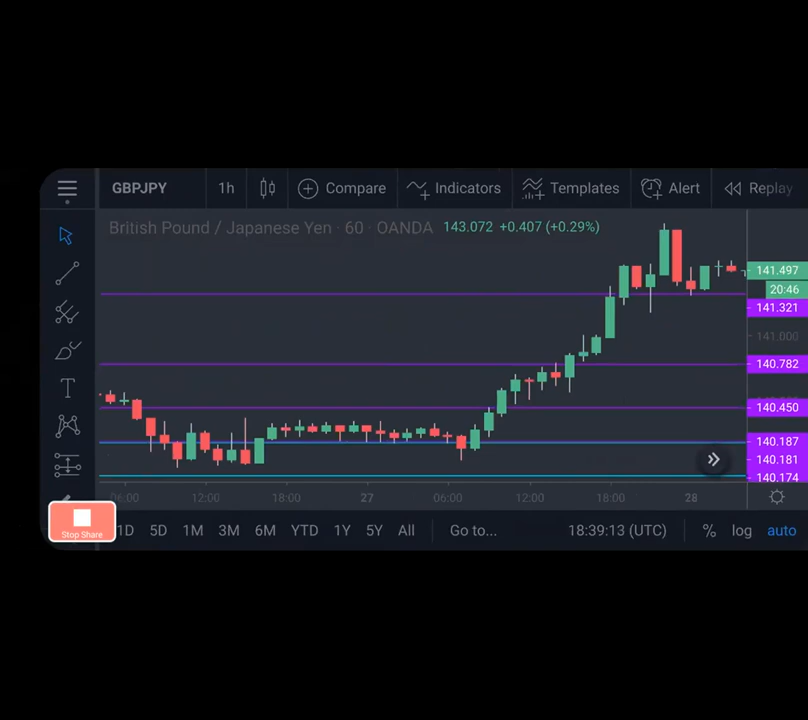 GBPJPY 1h Compare Indicators Templates Alert Replay
British Pound / Japanese Yen · 60 · OANDA 143.072 +0.407 (+0.29%)
141.497
20:46
141.321
141.000
140.782
140.450
140.187
140.181
140.174
06:00 12:00 18:00 27 06:00 12:00 18:00 28
T
Stop Share
1D 5D 1M 3M 6M YTD 1Y 5Y All Go to... 18:39:13 (UTC) % log auto